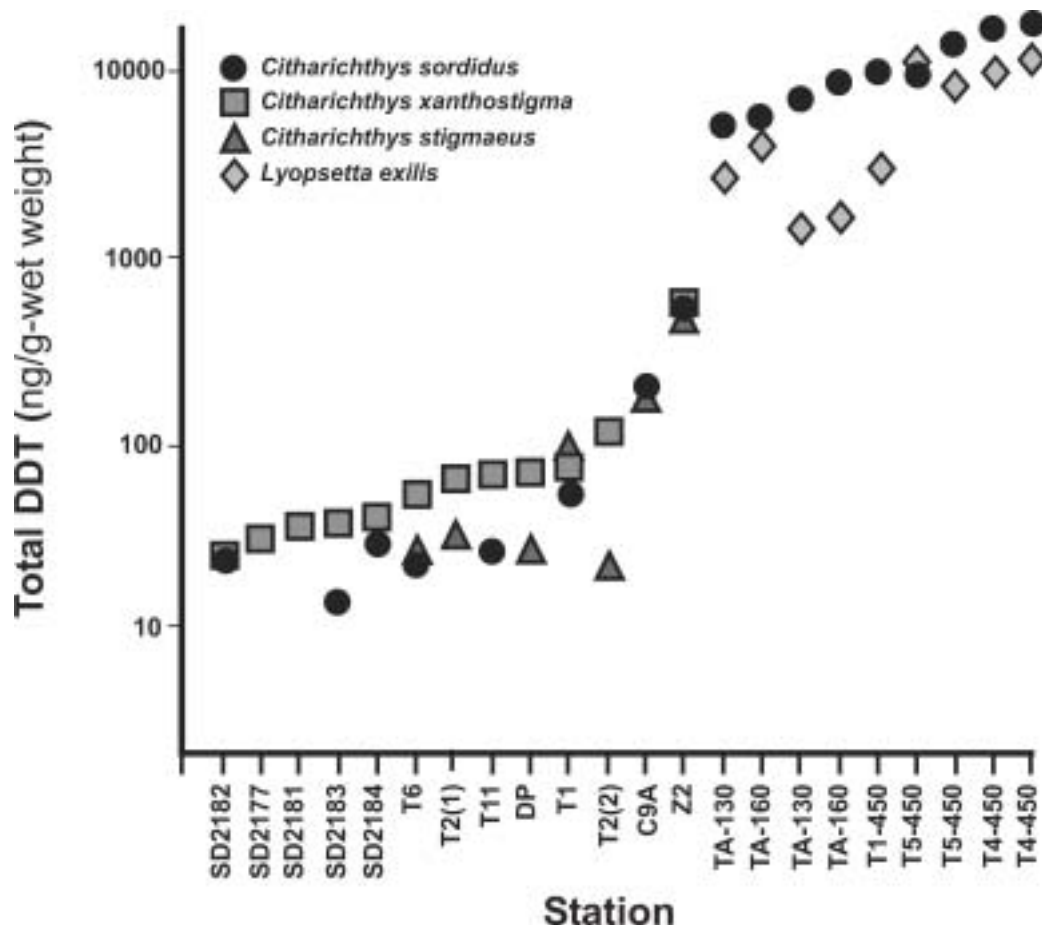 Total DDT (ng/g-wet weight)
10000
1000
100
10
Citharichthys sordidus
Citharichthys xanthostigma
Citharichthys stigmaeus
Lyopsetta exilis
SD2182
SD2177
SD2181
SD2183
SD2184
T6
T2(1)
T11
DP
T1
T2(2)
C9A
Z2
TA-130
TA-160
TA-130
TA-160
T1-450
T5-450
T5-450
T4-450
T4-450
Station